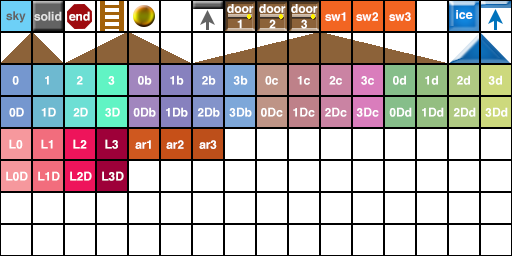 sky solid end door 1 door 2 door 3 sw1 sw2 sw3 ice
0 1 2 3 0b 1b 2b 3b 0c 1c 2c 3c 0d 1d 2d 3d
0D 1D 2D 3D 0Db 1Db 2Db 3Db 0Dc 1Dc 2Dc 3Dc 0Dd 1Dd 2Dd 3Dd
L0 L1 L2 L3 ar1 ar2 ar3
L0D L1D L2D L3D